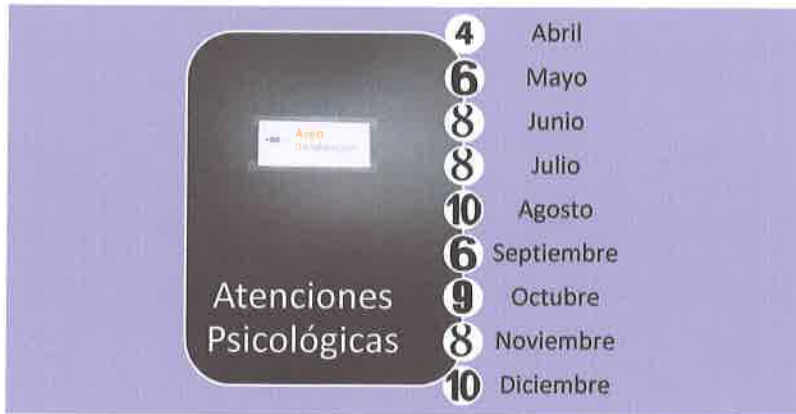 4 Abril
6 Mayo
8 Junio
8 Julio
10 Agosto
6 Septiembre
9 Octubre
8 Noviembre
10 Diciembre
Atenciones
Psicológicas